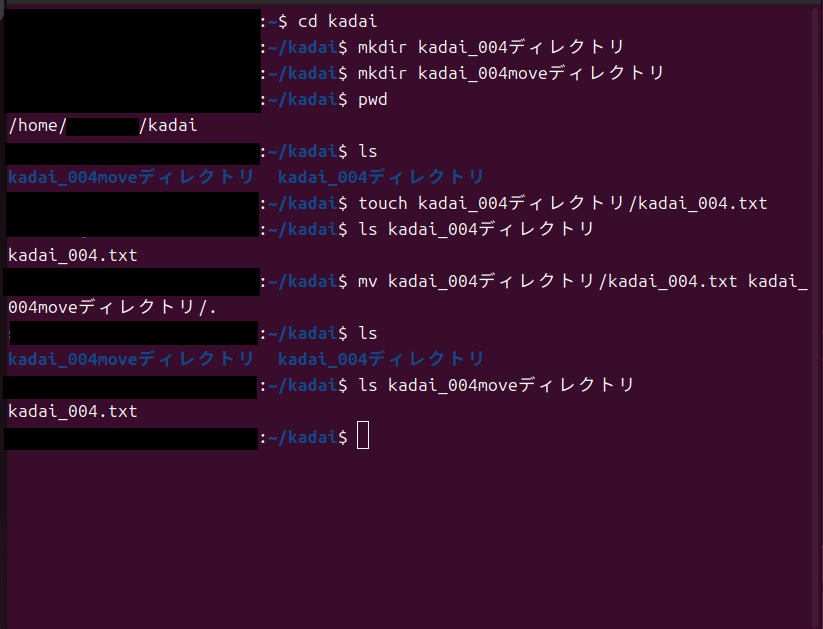 :~$ cd kadai
:~/kadai$ mkdir kadai_004ディレクトリ
:~/kadai$ mkdir kadai_004moveディレクトリ
:~/kadai$ pwd
/home/ /kadai
:~/kadai$ ls
kadai_004moveディレクトリ  kadai_004ディレクトリ
:~/kadai$ touch kadai_004ディレクトリ/kadai_004.txt
:~/kadai$ ls kadai_004ディレクトリ
kadai_004.txt
:~/kadai$ mv kadai_004ディレクトリ/kadai_004.txt kadai_
004moveディレクトリ/.
:~/kadai$ ls
kadai_004moveディレクトリ  kadai_004ディレクトリ
:~/kadai$ ls kadai_004moveディレクトリ
kadai_004.txt
:~/kadai$